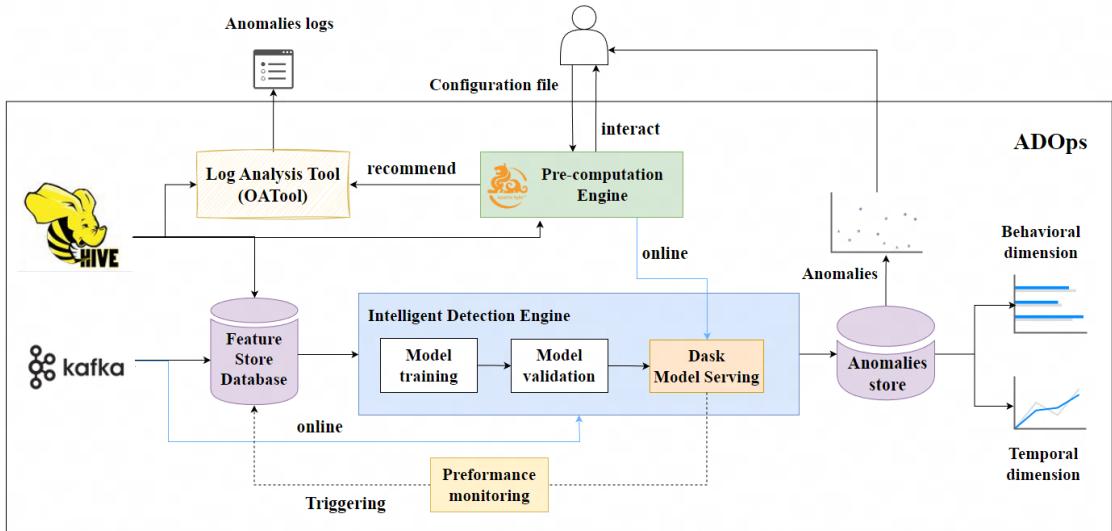 Anomalies logs
Configuration file
interact
ADOps
Log Analysis Tool
(OATool)
recommend
Pre-computation
Engine
HIVE
online
Anomalies
Behavioral
dimension
Intelligent Detection Engine
Feature
Store
Database
Model
training
Model
validation
Dask
Model Serving
Anomalies
store
kafka
online
Preformance
monitoring
Triggering
Temporal
dimension